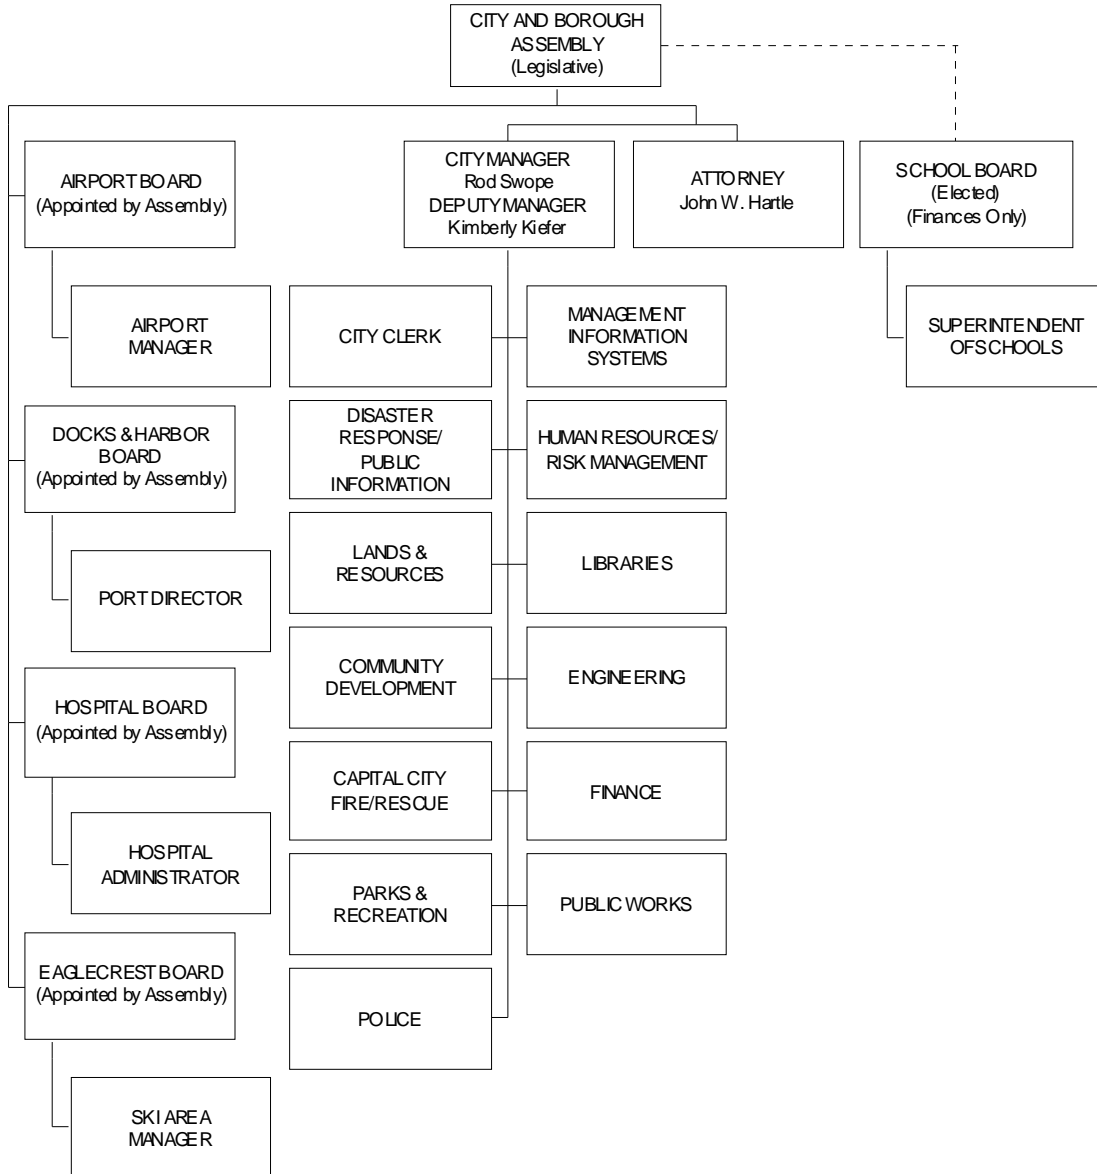 CITY AND BOROUGH
ASSEMBLY
(Legislative)
AIRPORT BOARD
(Appointed by Assembly)
CITY MANAGER
Rod Swope
DEPUTY MANAGER
Kimberly Kiefer
ATTORNEY
John W. Hartle
SCHOOL BOARD
(Elected)
(Finances Only)
AIRPORT
MANAGER
CITY CLERK
MANAGEMENT
INFORMATION
SYSTEMS
SUPERINTENDENT
OF SCHOOLS
DOCKS & HARBOR
BOARD
(Appointed by Assembly)
DISASTER
RESPONSE/
PUBLIC
INFORMATION
HUMAN RESOURCES/
RISK MANAGEMENT
PORT DIRECTOR
LANDS &
RESOURCES
LIBRARIES
HOSPITAL BOARD
(Appointed by Assembly)
COMMUNITY
DEVELOPMENT
ENGINEERING
HOSPITAL
ADMINISTRATOR
CAPITAL CITY
FIRE/RESCUE
FINANCE
PARKS &
RECREATION
PUBLIC WORKS
EAGLECREST BOARD
(Appointed by Assembly)
POLICE
SKI AREA
MANAGER